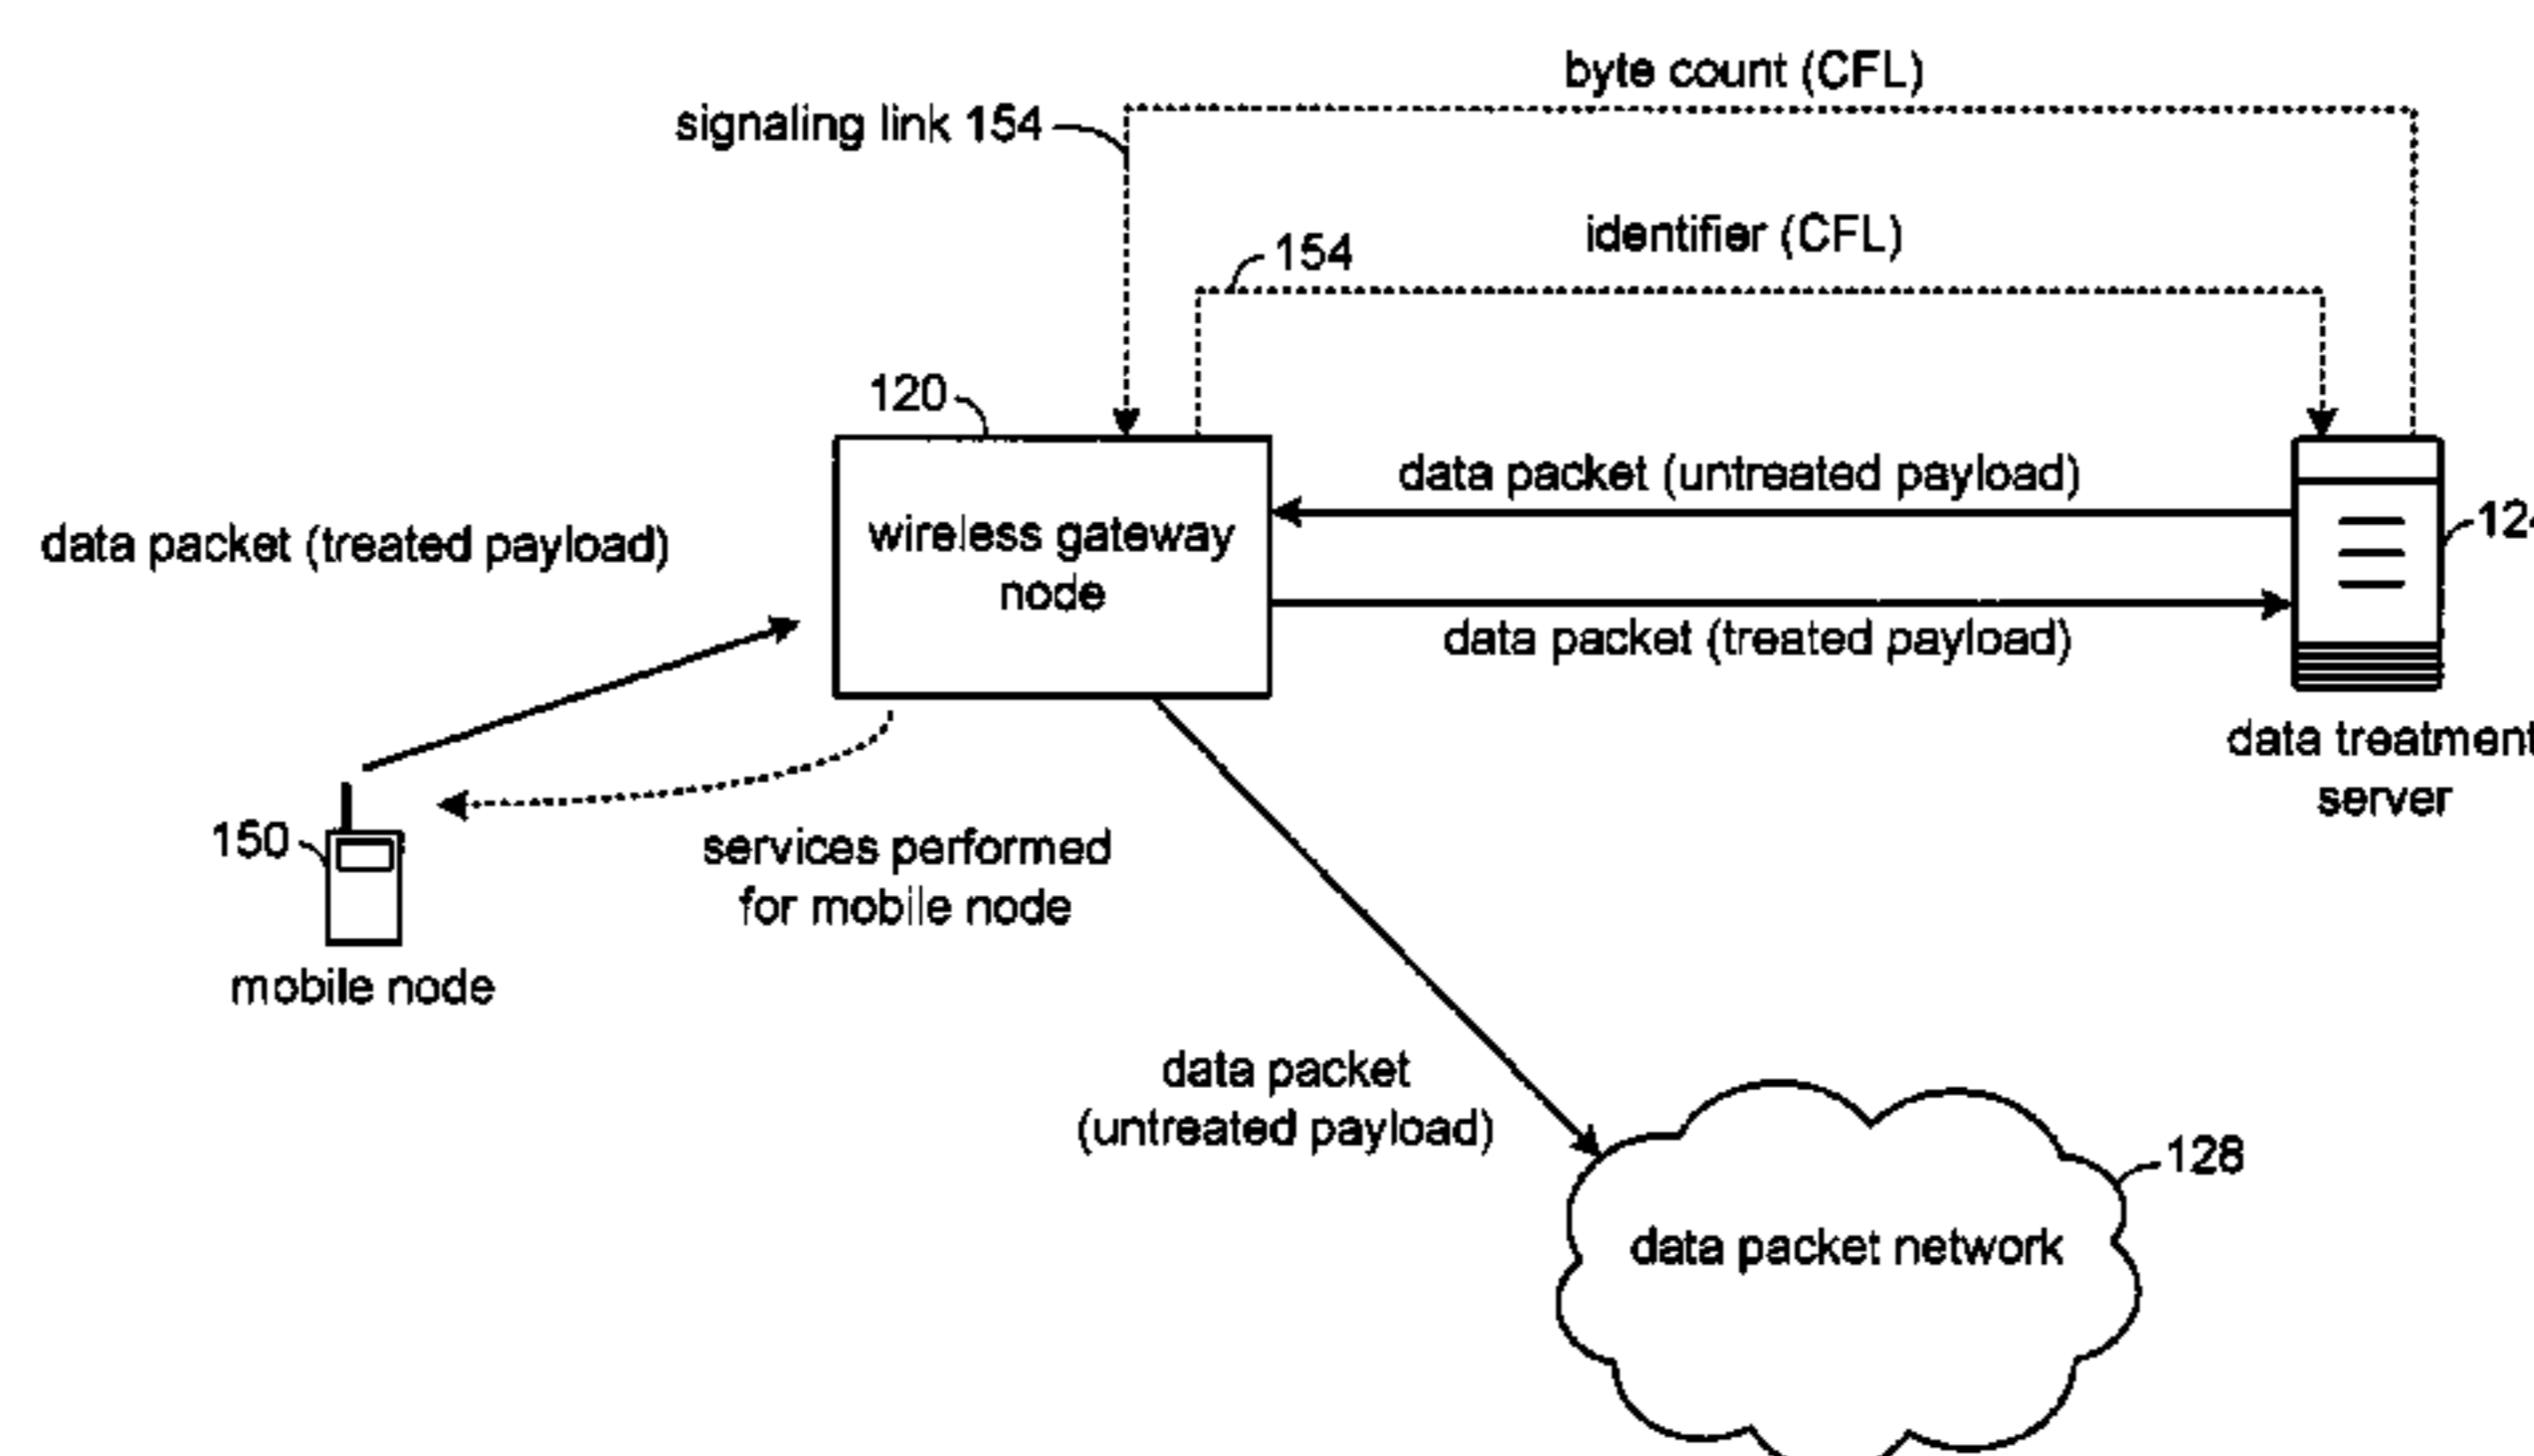 byte count (CFL)
signaling link 154
identifier (CFL)
154
120
data packet (untreated payload)
wireless gateway
node
data packet (treated payload)
data packet (treated payload)
data treatment
server
150
services performed
for mobile node
mobile node
data packet
(untreated payload)
128
data packet network